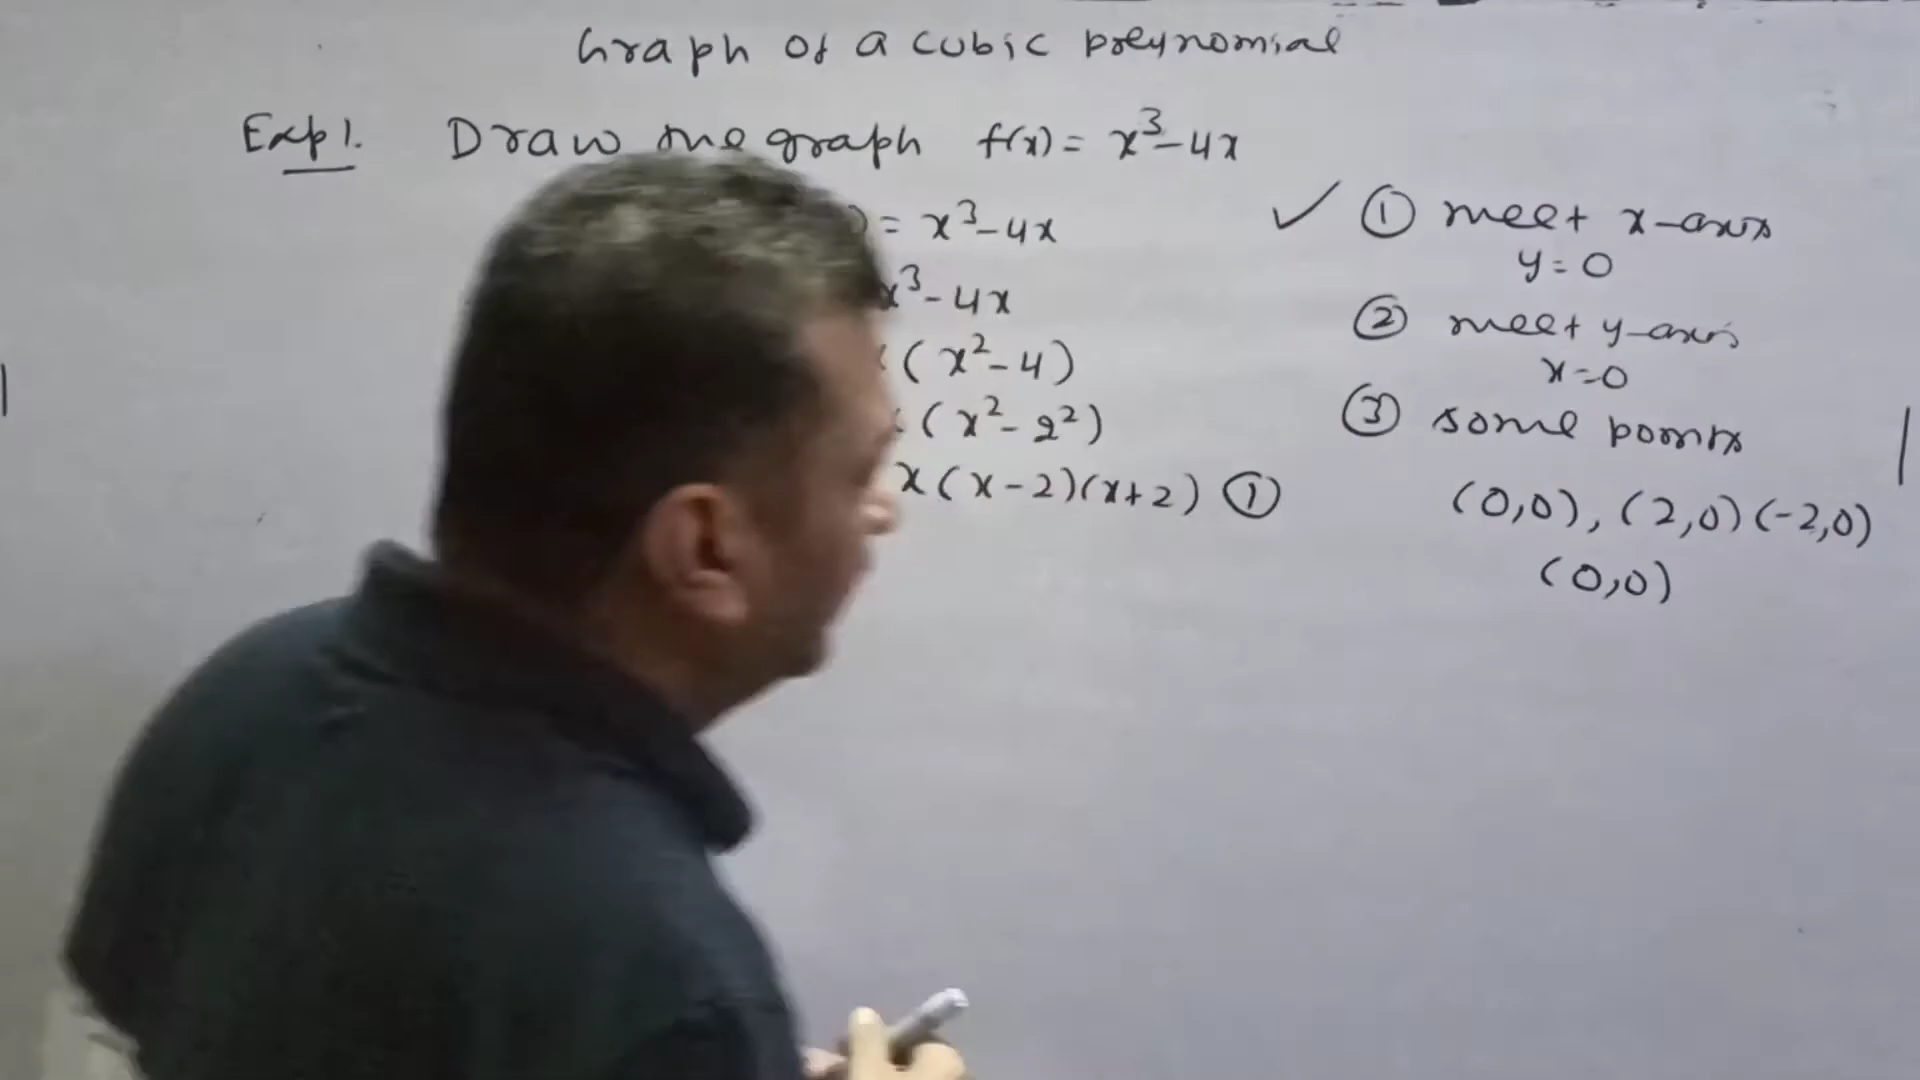 Graph of a cubic polynomial
Exp 1. Draw the graph f(x) = x³-4x
) = x³-4x
x³-4x
(x²-4)
(x²-2²)
x(x-2)(x+2) ①
✓ ① meet x-axis
y=0
② meet y-axis
x=0
③ some points
(0,0), (2,0) (-2,0)
(0,0)